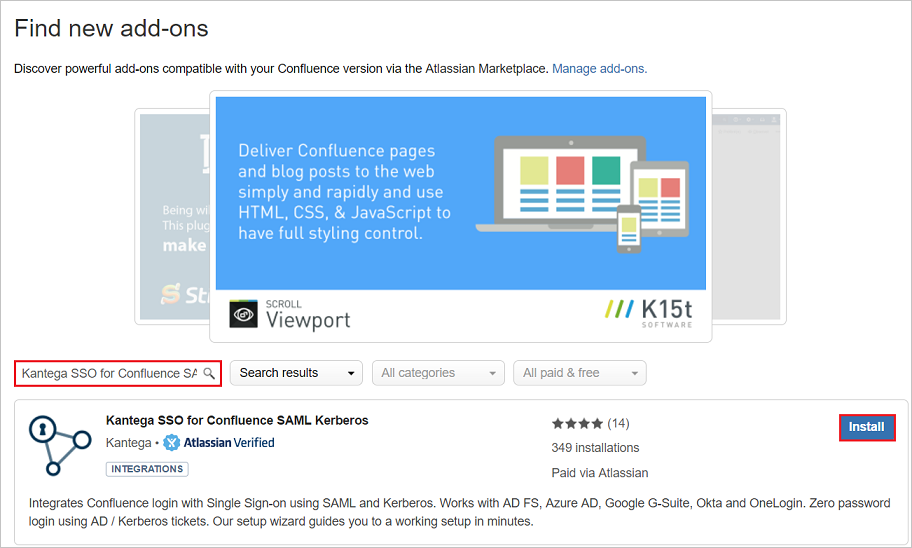 Find new add-ons
Discover powerful add-ons compatible with your Confluence version via the Atlassian Marketplace. Manage add-ons.
Being wil
This plug
make
St
Deliver Confluence pages
and blog posts to the web
simply and rapidly and use
HTML, CSS, & JavaScript to
have full styling control.
SCROLL
Viewport
K15t
SOFTWARE
Kantega SSO for Confluence SA
Search results
All categories
All paid & free
Kantega SSO for Confluence SAML Kerberos
Kantega • Atlassian Verified
INTEGRATIONS
(14)
349 installations
Paid via Atlassian
Install
Integrates Confluence login with Single Sign-on using SAML and Kerberos. Works with AD FS, Azure AD, Google G-Suite, Okta and OneLogin. Zero password
login using AD / Kerberos tickets. Our setup wizard guides you to a working setup in minutes.